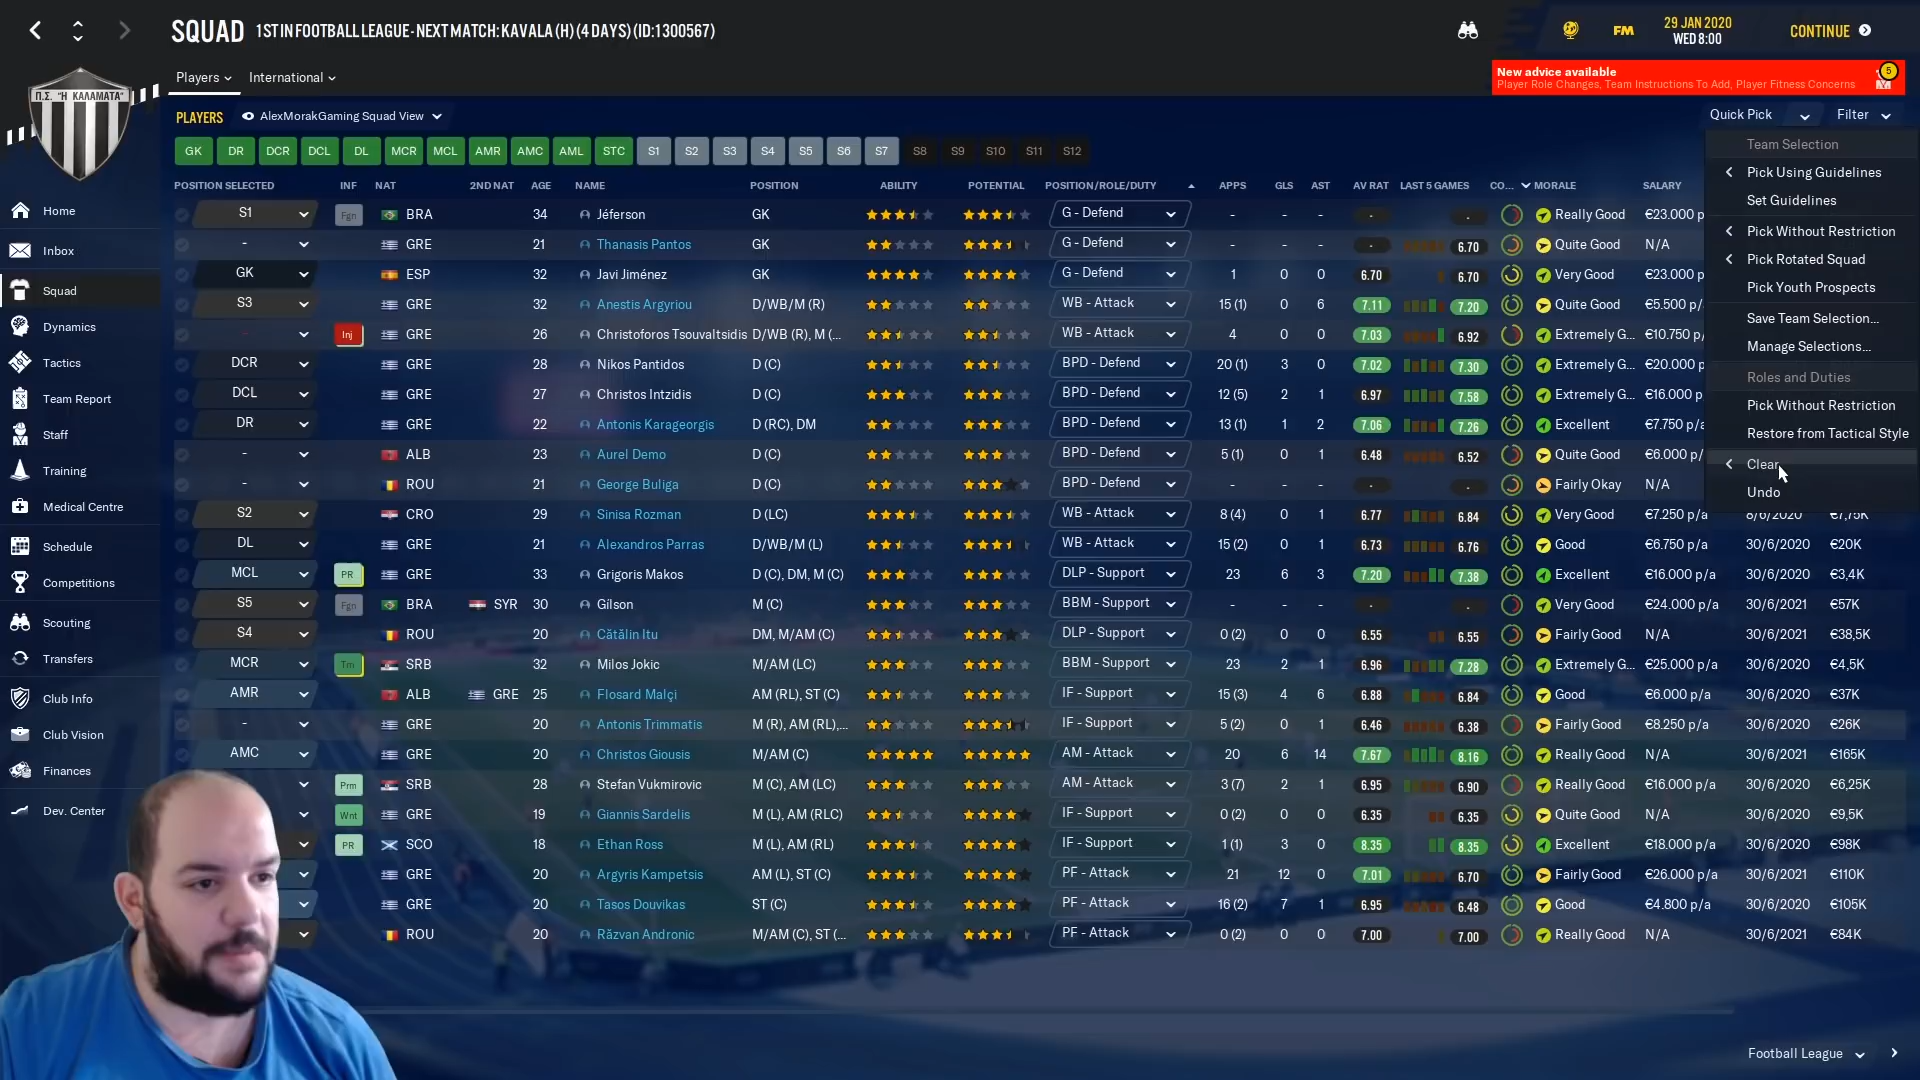 SQUAD 1ST IN FOOTBALL LEAGUE - NEXT MATCH: KAVALA (H) (4 DAYS) (ID:1300567)
FM
29 JAN 2020
WED 8:00
CONTINUE
Π.Σ. "Η ΚΑΛΑΜΑΤΑ"
Players International
New advice available
Player Role Changes, Team Instructions To Add, Player Fitness Concerns
5
PLAYERS AlexMorakGaming Squad View
Quick Pick Filter
GK DR DCR DCL DL MCR MCL AMR AMC AML STC S1 S2 S3 S4 S5 S6 S7 S8 S9 S10 S11 S12
POSITION SELECTED INF NAT 2ND NAT AGE NAME POSITION ABILITY POTENTIAL POSITION/ROLE/DUTY APPS GLS AST AV RAT LAST 5 GAMES CO... MORALE SALARY
S1 Fgn BRA 34 Jéferson GK G - Defend - - - - - Really Good €23.000 p
- GRE 21 Thanasis Pantos GK G - Defend - - - - 6.70 Quite Good N/A
GK ESP 32 Javi Jiménez GK G - Defend 1 0 0 6.70 6.70 Very Good €23.000 p
S3 GRE 32 Anestis Argyriou D/WB/M (R) WB - Attack 15 (1) 0 6 7.11 7.20 Quite Good €5.500 p/
- Inj GRE 26 Christoforos Tsouvaltsidis D/WB (R), M (... WB - Attack 4 0 0 7.03 6.92 Extremely G... €10.750 p/
DCR GRE 28 Nikos Pantidos D (C) BPD - Defend 20 (1) 3 0 7.02 7.30 Extremely G... €20.000 p
DCL GRE 27 Christos Intzidis D (C) BPD - Defend 12 (5) 2 1 6.97 7.58 Extremely G... €16.000 p
DR GRE 22 Antonis Karageorgis D (RC), DM BPD - Defend 13 (1) 1 2 7.06 7.26 Excellent €7.750 p/
- ALB 23 Aurel Demo D (C) BPD - Defend 5 (1) 0 1 6.48 6.52 Quite Good €6.000 p/
- ROU 21 George Buliga D (C) BPD - Defend - - - - - Fairly Okay N/A
S2 CRO 29 Sinisa Rozman D (LC) WB - Attack 8 (4) 0 1 6.77 6.84 Very Good €7.250 p/a 8/6/2020 €7,75K
DL GRE 21 Alexandros Parras D/WB/M (L) WB - Attack 15 (2) 0 1 6.73 6.76 Good €6.750 p/a 30/6/2020 €20K
MCL PR GRE 33 Grigoris Makos D (C), DM, M (C) DLP - Support 23 6 3 7.20 7.38 Excellent €16.000 p/a 30/6/2020 €3,4K
S5 Fgn BRA SYR 30 Gílson M (C) BBM - Support - - - - - Very Good €24.000 p/a 30/6/2021 €57K
S4 ROU 20 Cătălin Itu DM, M/AM (C) DLP - Support 0 (2) 0 0 6.55 6.55 Fairly Good N/A 30/6/2021 €38,5K
MCR Trn SRB 32 Milos Jokic M/AM (LC) BBM - Support 23 2 1 6.96 7.28 Extremely G... €25.000 p/a 30/6/2020 €4,5K
AMR ALB GRE 25 Flosard Malçi AM (RL), ST (C) IF - Support 15 (3) 4 6 6.88 6.84 Good €6.000 p/a 30/6/2020 €37K
- GRE 20 Antonis Trimmatis M (R), AM (RL),... IF - Support 5 (2) 0 1 6.46 6.38 Fairly Good €8.250 p/a 30/6/2020 €26K
AMC GRE 20 Christos Giousis M/AM (C) AM - Attack 20 6 14 7.67 8.16 Really Good N/A 30/6/2021 €165K
Prm SRB 28 Stefan Vukmirovic M (C), AM (LC) AM - Attack 3 (7) 2 1 6.95 6.90 Really Good €16.000 p/a 30/6/2020 €6,25K
Wnt GRE 19 Giannis Sardelis M (L), AM (RLC) IF - Support 0 (2) 0 0 6.35 6.35 Quite Good N/A 30/6/2020 €9,5K
PR SCO 18 Ethan Ross M (L), AM (RL) IF - Support 1 (1) 3 0 8.35 8.35 Excellent €18.000 p/a 30/6/2020 €98K
GRE 20 Argyris Kampetsis AM (L), ST (C) PF - Attack 21 12 0 7.01 6.70 Fairly Good €26.000 p/a 30/6/2021 €110K
GRE 20 Tasos Douvikas ST (C) PF - Attack 16 (2) 7 1 6.95 6.48 Good €4.800 p/a 30/6/2020 €105K
ROU 20 Răzvan Andronic M/AM (C), ST (... PF - Attack 0 (2) 0 0 7.00 7.00 Really Good N/A 30/6/2021 €84K
Team Selection
Pick Using Guidelines
Set Guidelines
Pick Without Restriction
Pick Rotated Squad
Pick Youth Prospects
Save Team Selection...
Manage Selections...
Roles and Duties
Pick Without Restriction
Restore from Tactical Style
Clear
Undo
Home
Inbox
Squad
Dynamics
Tactics
Team Report
Staff
Training
Medical Centre
Schedule
Competitions
Scouting
Transfers
Club Info
Club Vision
Finances
Dev. Center
Football League